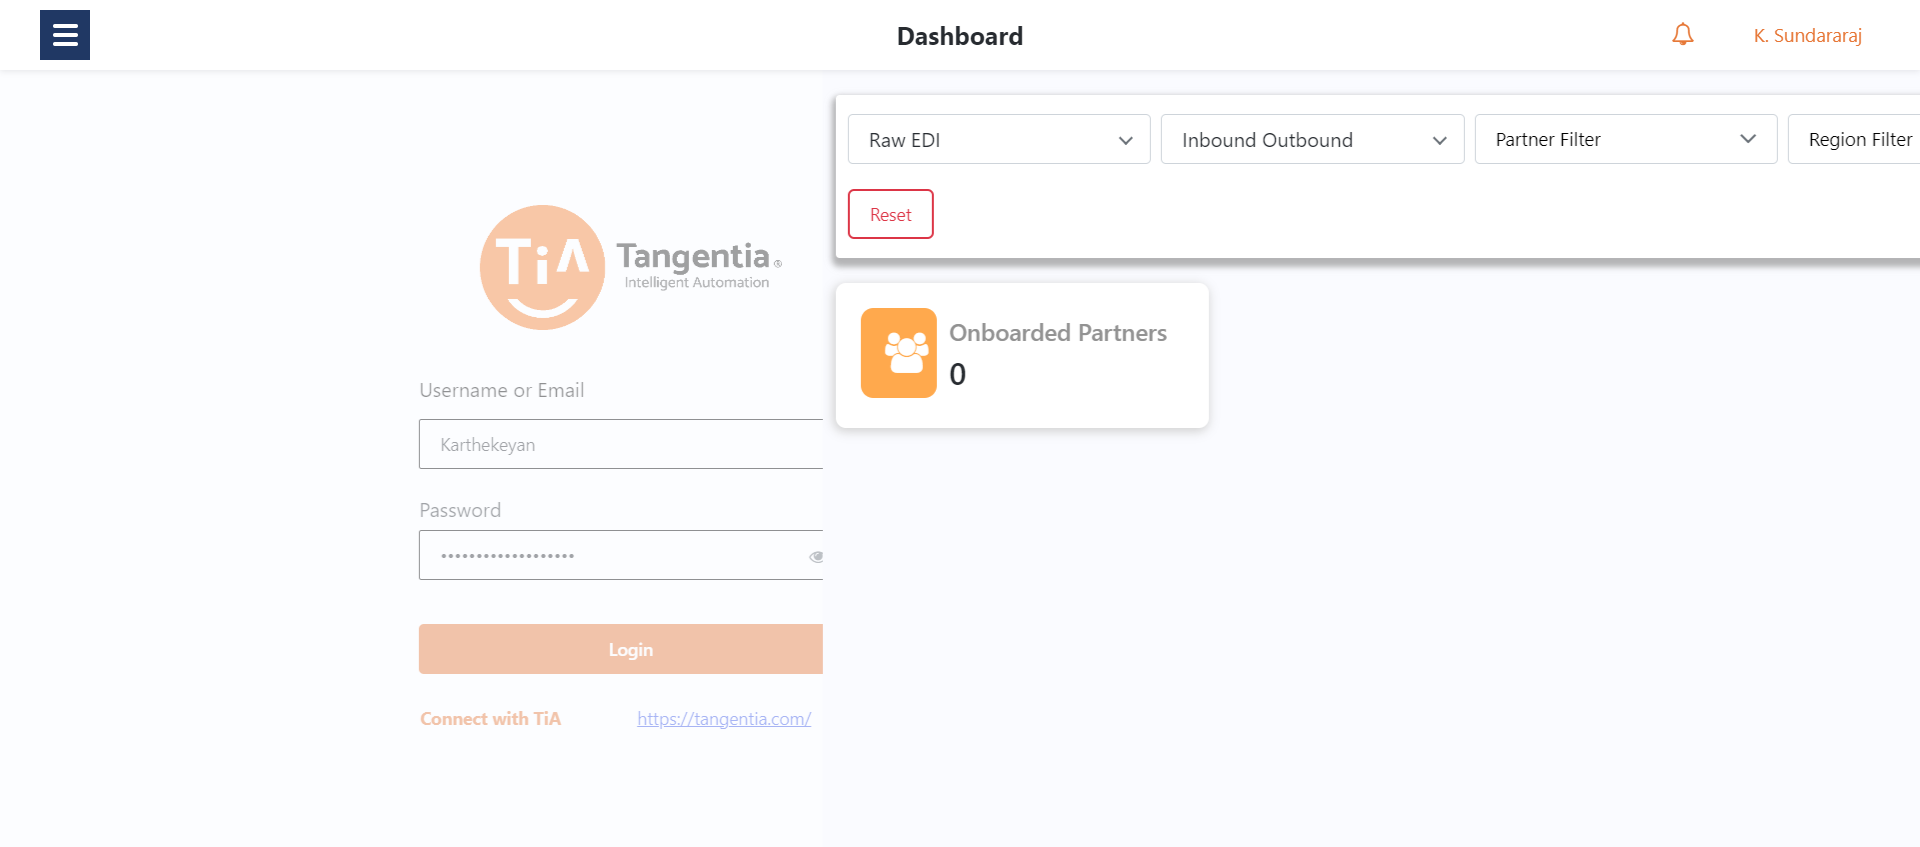 Dashboard
K. Sundararaj
Raw EDI
Inbound Outbound
Partner Filter
Region Filter
Reset
TiA
Tangentia®
Intelligent Automation
Onboarded Partners
0
Username or Email
Karthekeyan
Password
•••••••••••••••••••
Login
Connect with TiA
https://tangentia.com/